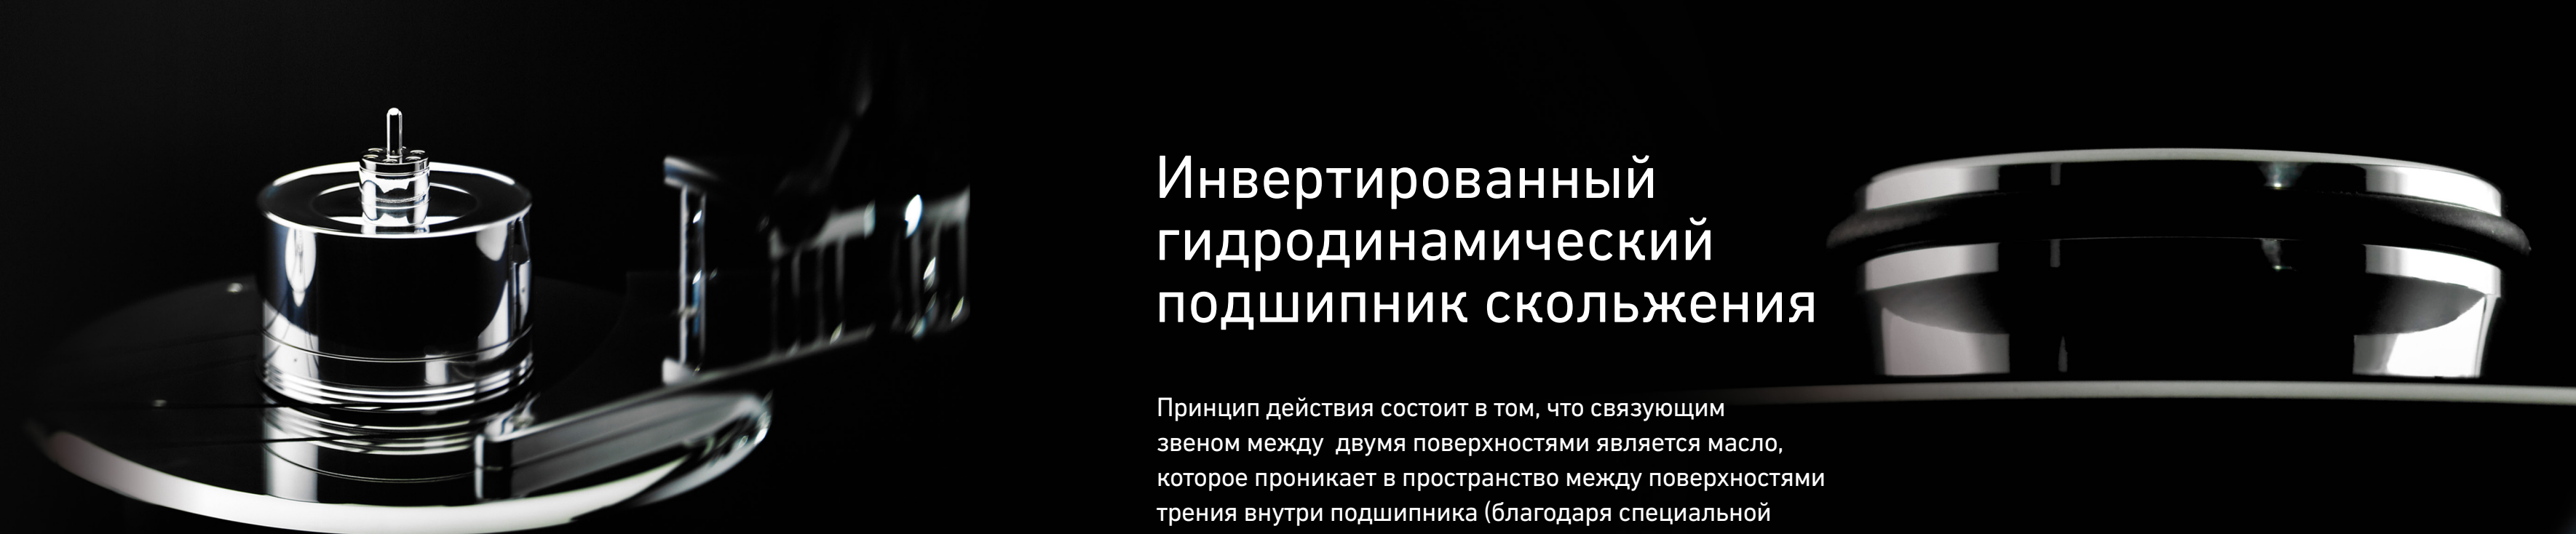 Инвертированный
гидродинамический
подшипник скольжения
Принцип действия состоит в том, что связующим
звеном между двумя поверхностями является масло,
которое проникает в пространство между поверхностями
трения внутри подшипника (благодаря специальной